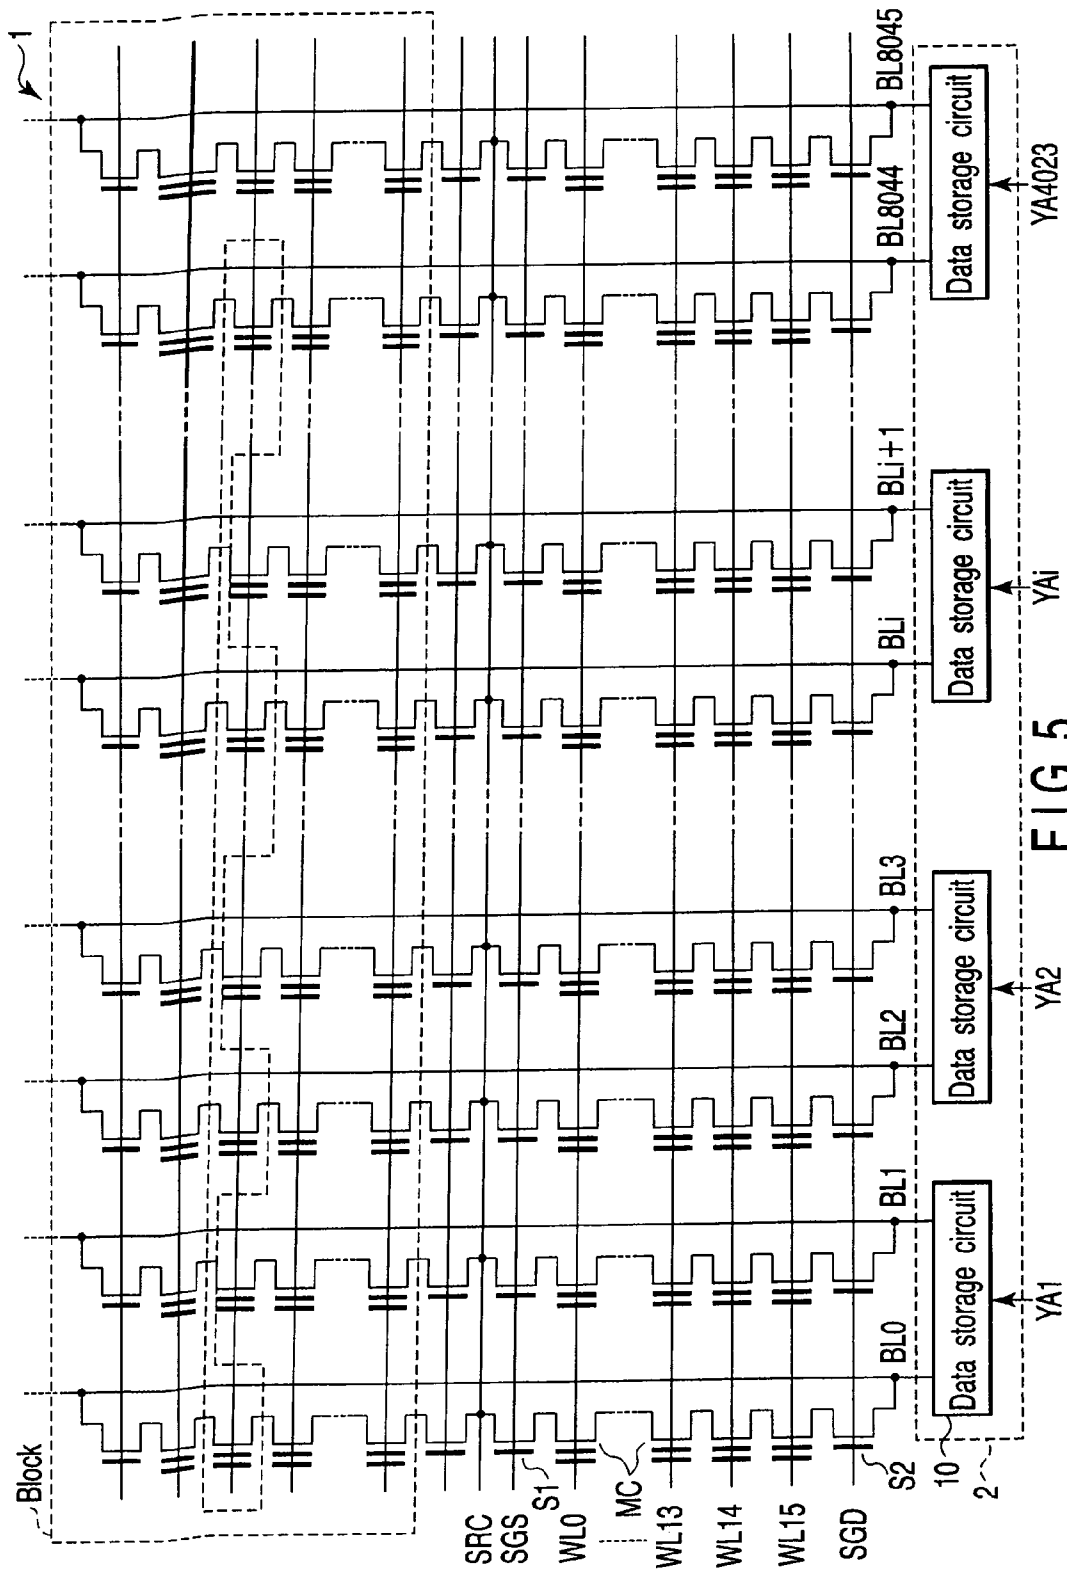 1
Block
SRC
SGS
S1
WL0
MC
WL13
WL14
WL15
SGD
S2
BL0
BL1
BL2
BL3
BLi
BLi+1
BL8044
BL8045
10
2
Data storage circuit
Data storage circuit
Data storage circuit
Data storage circuit
YA1
YA2
YAi
YA4023
FIG. 5